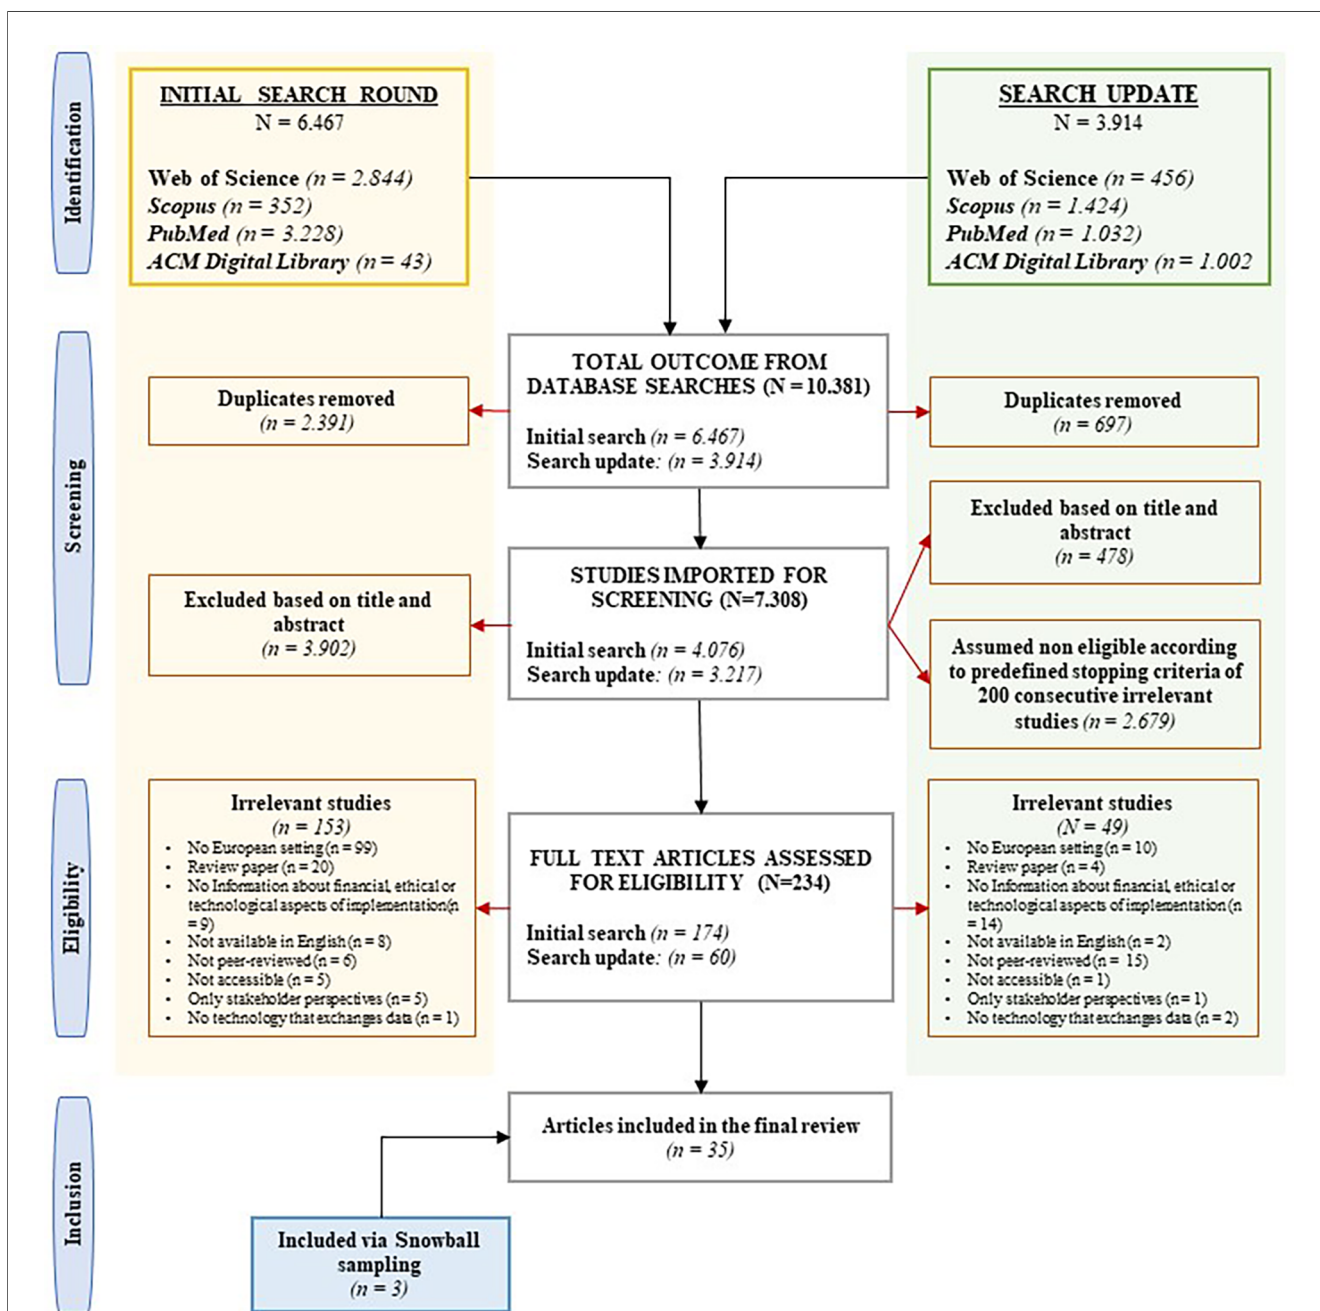 Identification
INITIAL SEARCH ROUND
N = 6.467
Web of Science (n = 2.844)
Scopus (n = 352)
PubMed (n = 3.228)
ACM Digital Library (n = 43)
SEARCH UPDATE
N = 3.914
Web of Science (n = 456)
Scopus (n = 1.424)
PubMed (n = 1.032)
ACM Digital Library (n = 1.002
Screening
TOTAL OUTCOME FROM
DATABASE SEARCHES (N = 10.381)
Initial search (n = 6.467)
Search update: (n = 3.914)
Duplicates removed
(n = 2.391)
Duplicates removed
(n = 697)
STUDIES IMPORTED FOR
SCREENING (N=7.308)
Initial search (n = 4.076)
Search update: (n = 3.217)
Excluded based on title and
abstract
(n = 3.902)
Excluded based on title and
abstract
(n = 478)
Assumed non eligible according
to predefined stopping criteria of
200 consecutive irrelevant
studies (n = 2.679)
Eligibility
Irrelevant studies
(n = 153)
• No European setting (n = 99)
• Review paper (n = 20)
• No Information about financial, ethical or
technological aspects of implementation(n
= 9)
• Not available in English (n = 8)
• Not peer-reviewed (n = 6)
• Not accessible (n = 5)
• Only stakeholder perspectives (n = 5)
• No technology that exchanges data (n = 1)
FULL TEXT ARTICLES ASSESSED
FOR ELIGIBILITY (N=234)
Initial search (n = 174)
Search update: (n = 60)
Irrelevant studies
(N = 49)
• No European setting (n = 10)
• Review paper (n = 4)
• No Information about financial, ethical or
technological aspects of implementation (n
= 14)
• Not available in English (n = 2)
• Not peer-reviewed (n = 15)
• Not accessible (n = 1)
• Only stakeholder perspectives (n = 1)
• No technology that exchanges data (n = 2)
Inclusion
Articles included in the final review
(n = 35)
Included via Snowball
sampling
(n = 3)